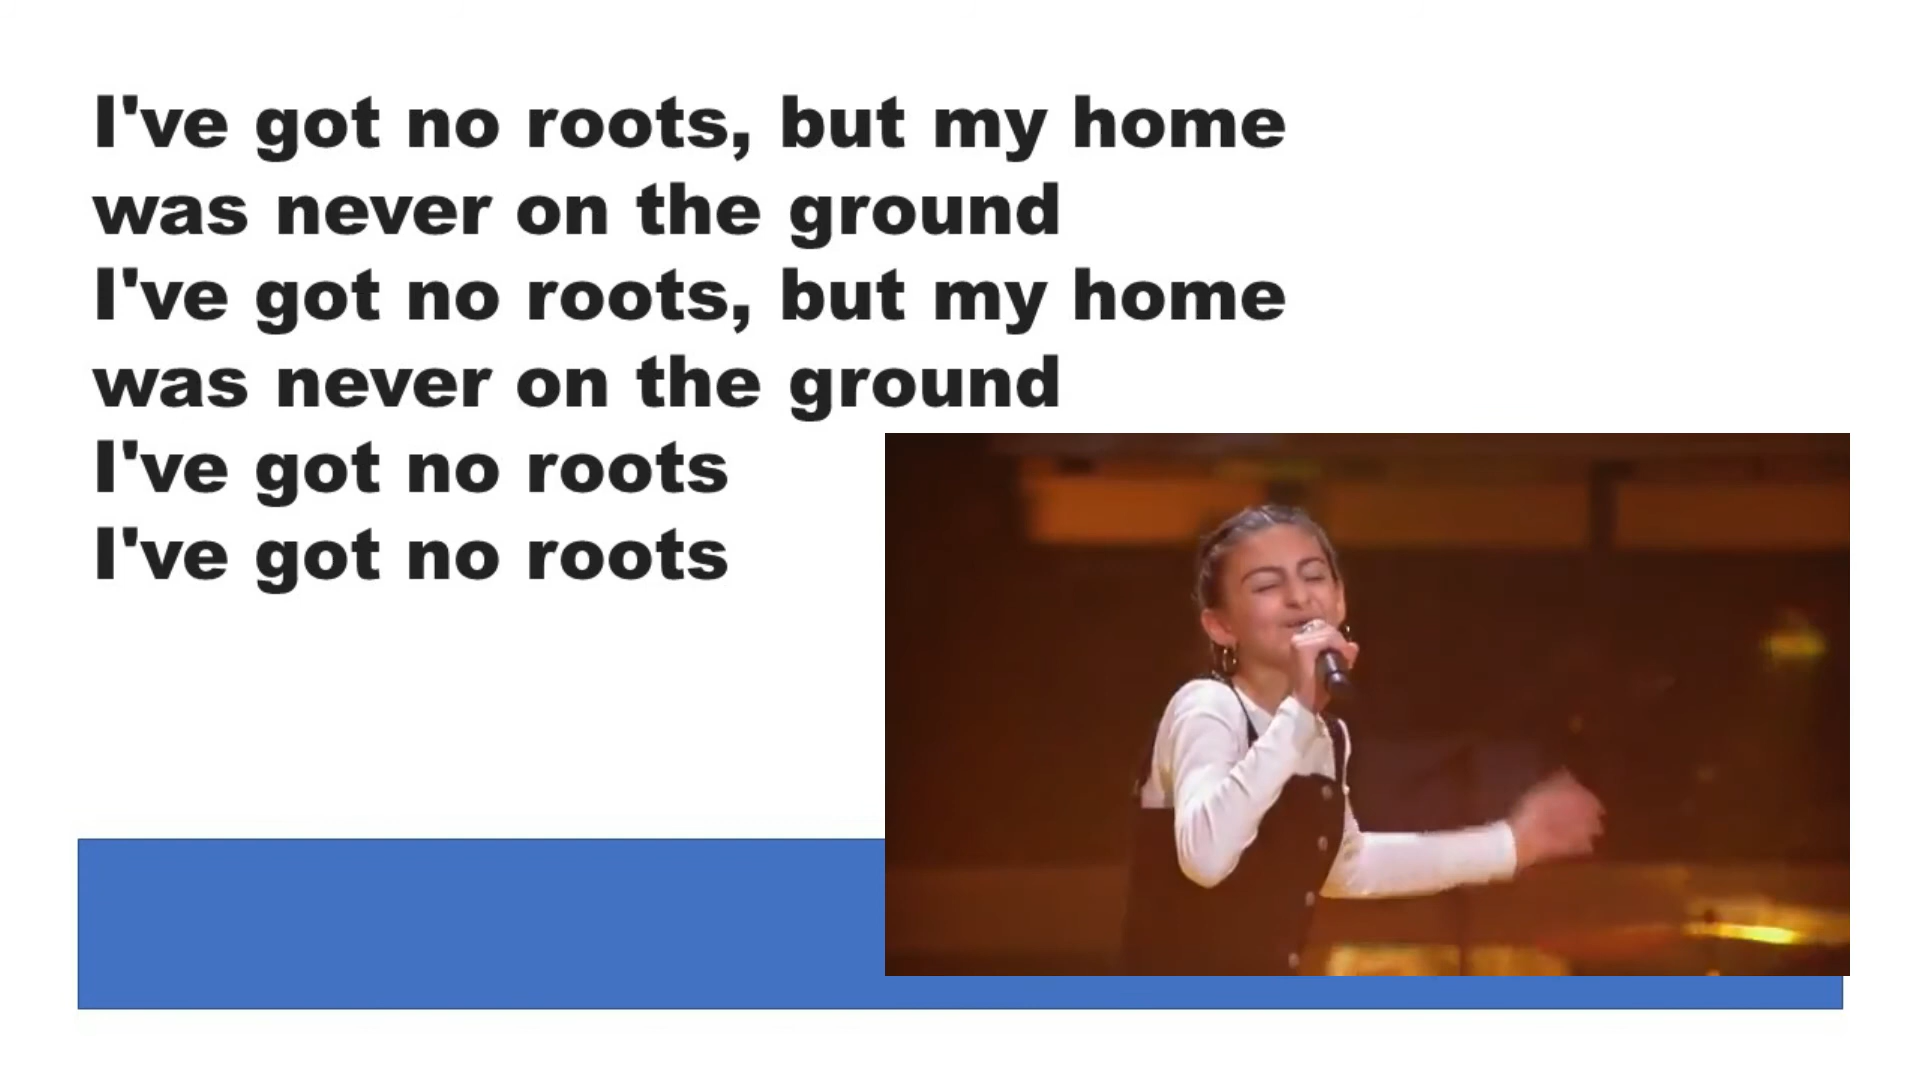 I've got no roots, but my home
was never on the ground
I've got no roots, but my home
was never on the ground
I've got no roots
I've got no roots